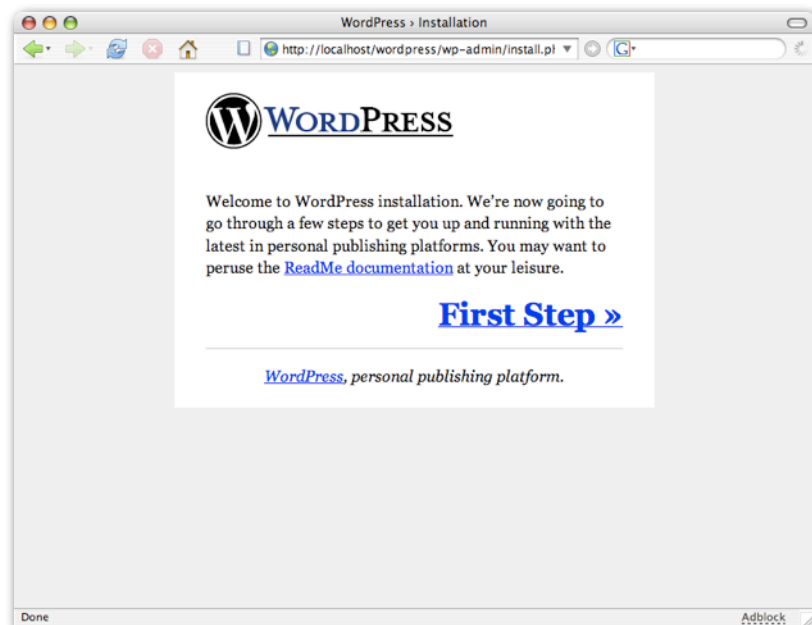 WordPress › Installation
http://localhost/wordpress/wp-admin/install.pl
G
W WORDPRESS
Welcome to WordPress installation. We're now going to
go through a few steps to get you up and running with the
latest in personal publishing platforms. You may want to
peruse the ReadMe documentation at your leisure.
First Step »
WordPress, personal publishing platform.
Done
Adblock